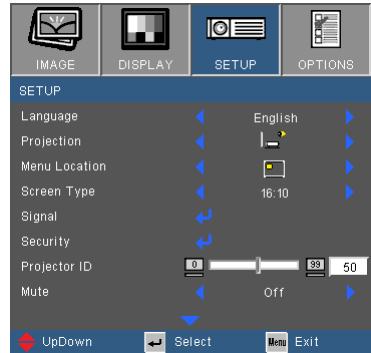 IMAGE DISPLAY SETUP OPTIONS
SETUP
Language English
Projection
Menu Location
Screen Type 16:10
Signal
Security
Projector ID 0 99 50
Mute Off
UpDown Select Menu Exit